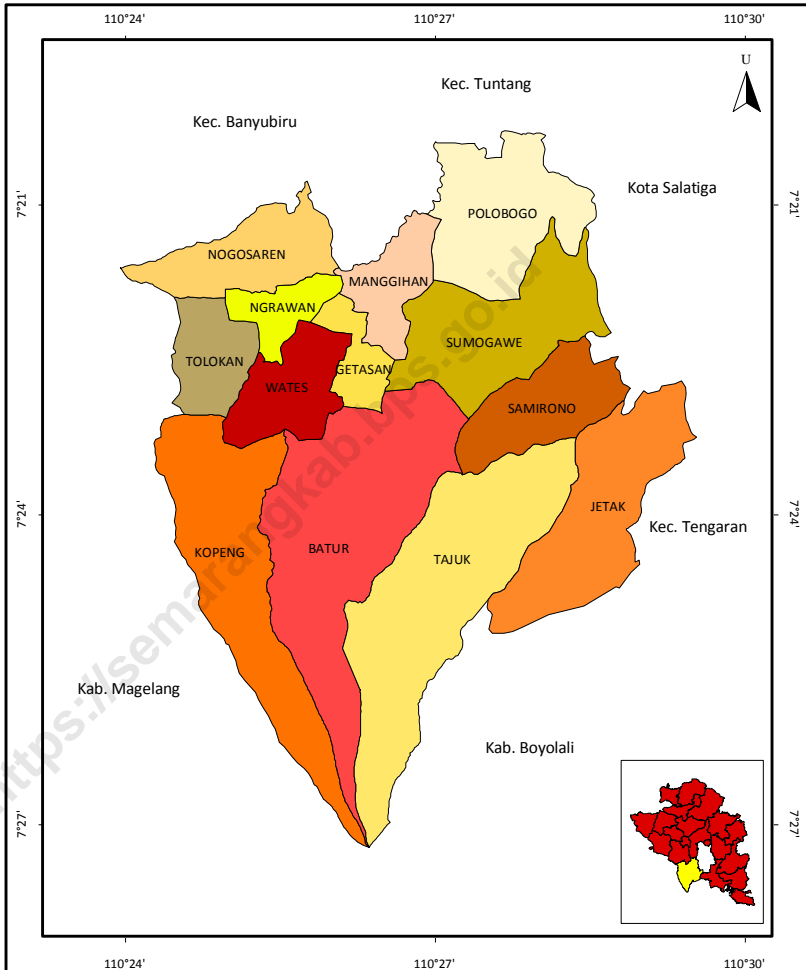 110°24'
110°27'
110°30'
U
Kec. Tuntang
Kec. Banyubiru
Kota Salatiga
7°21'
7°21'
POLOBOGO
NOGOSAREN
MANGGIHAN
NGRAWAN
SUMOGAWE
TOLOKAN
GETASAN
WATES
SAMIRONO
7°24'
7°24'
JETAK
Kec. Tengaran
KOPENG
BATUR
TAJUK
Kab. Magelang
Kab. Boyolali
7°27'
7°27'
110°24'
110°27'
110°30'
https://semarangkab.bps.go.id